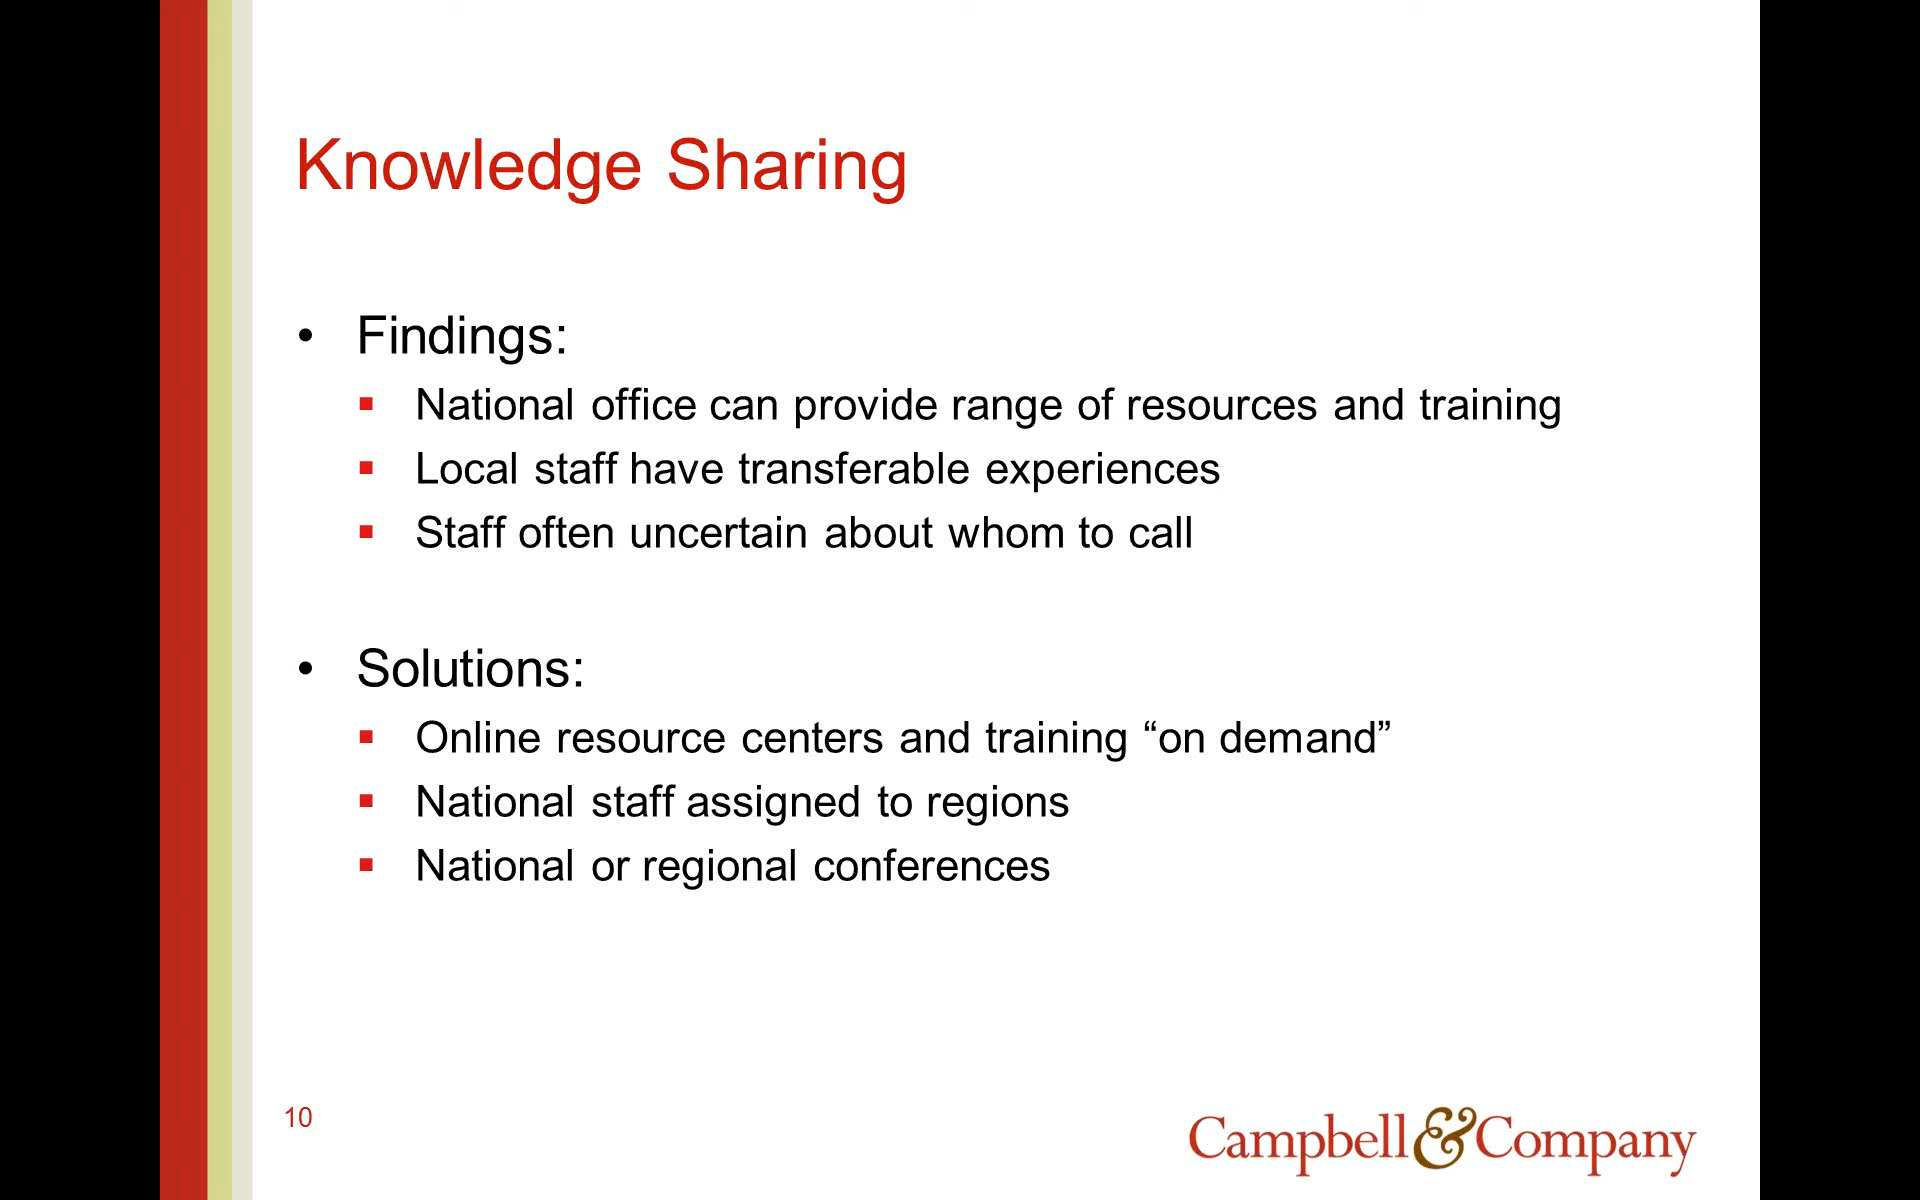 Knowledge Sharing
• Findings:
▪ National office can provide range of resources and training
▪ Local staff have transferable experiences
▪ Staff often uncertain about whom to call
• Solutions:
▪ Online resource centers and training “on demand”
▪ National staff assigned to regions
▪ National or regional conferences
10
Campbell&Company